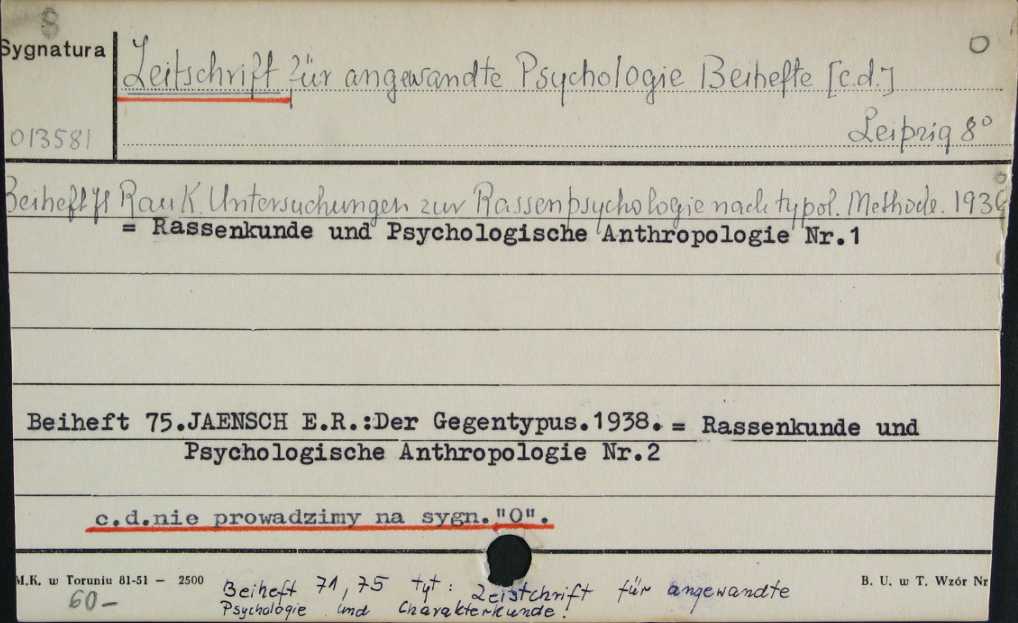 8
O
Sygnatura
Zeitschrift für angewandte Psychologie Beihefte [c.d.]
013581
Leipzig 8°
Beiheft 71 Rau K. Untersuchungen zur Rassenpsychologie nach typol. Methode. 1936
= Rassenkunde und Psychologische Anthropologie Nr.1
Beiheft 75.JAENSCH E.R.:Der Gegentypus.1938. = Rassenkunde und
Psychologische Anthropologie Nr.2
c.d.nie prowadzimy na sygn."O".
M.K. w Toruniu 81-51 — 2500
B. U. w T. Wzór Nr
60-
Beiheft 71, 75 tyt: Zeistchrift für angewandte
Psychologie und Charakterkunde.